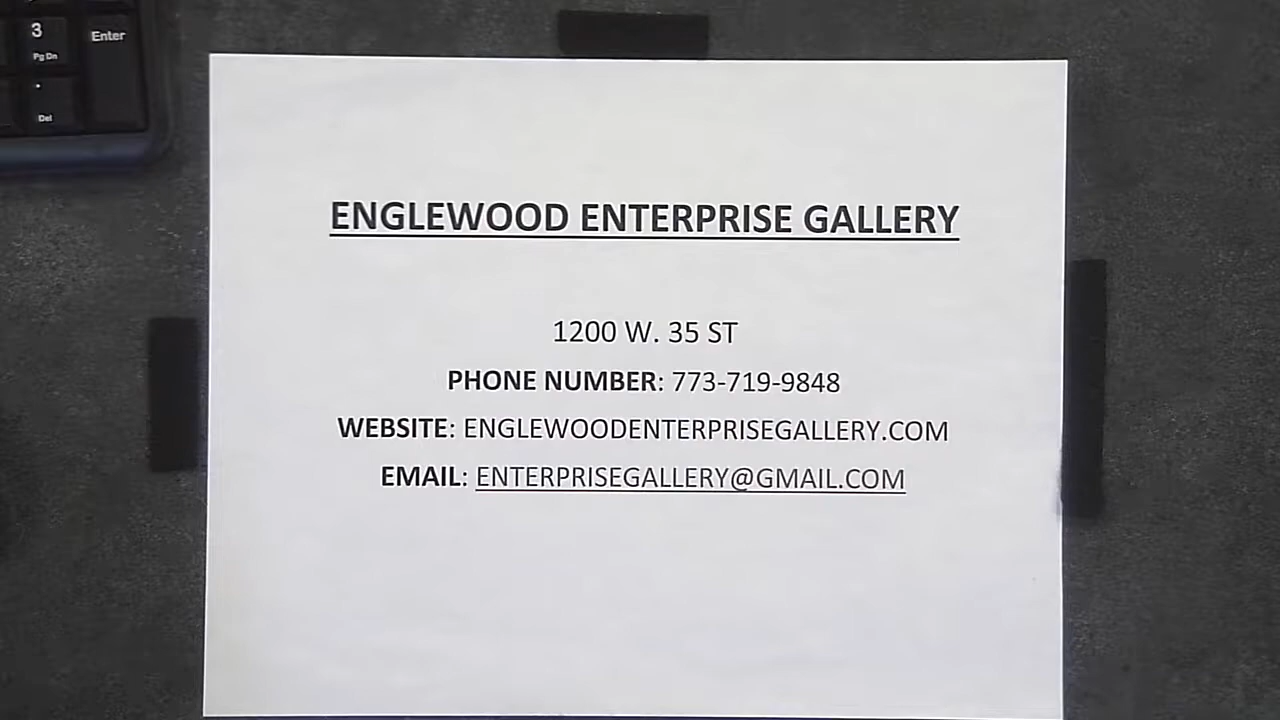 3
Pg Dn
Enter
.
Del
ENGLEWOOD ENTERPRISE GALLERY
1200 W. 35 ST
PHONE NUMBER: 773-719-9848
WEBSITE: ENGLEWOODENTERPRISEGALLERY.COM
EMAIL: ENTERPRISEGALLERY@GMAIL.COM